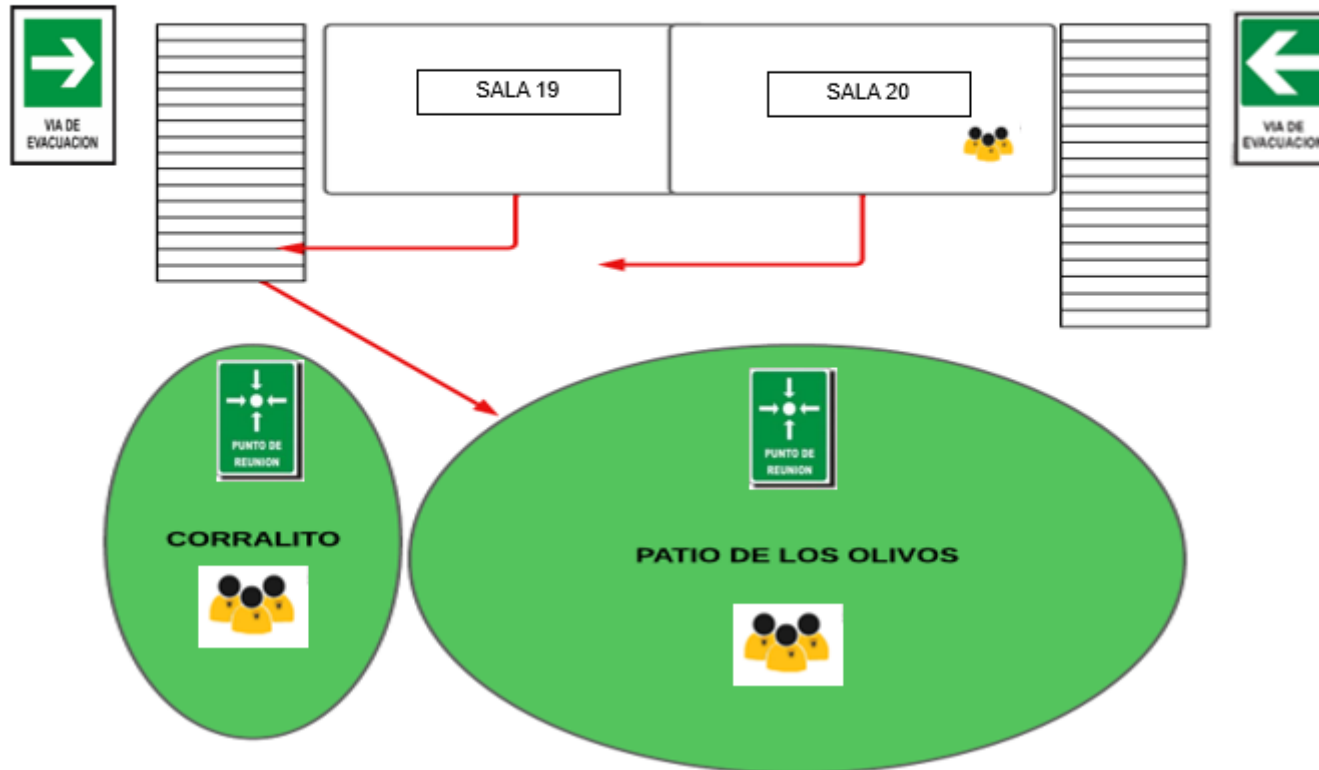 VIA DE
EVACUACION
SALA 19
SALA 20
VIA DE
EVACUACION
PUNTO DE
REUNION
PUNTO DE
REUNION
CORRALITO
PATIO DE LOS OLIVOS